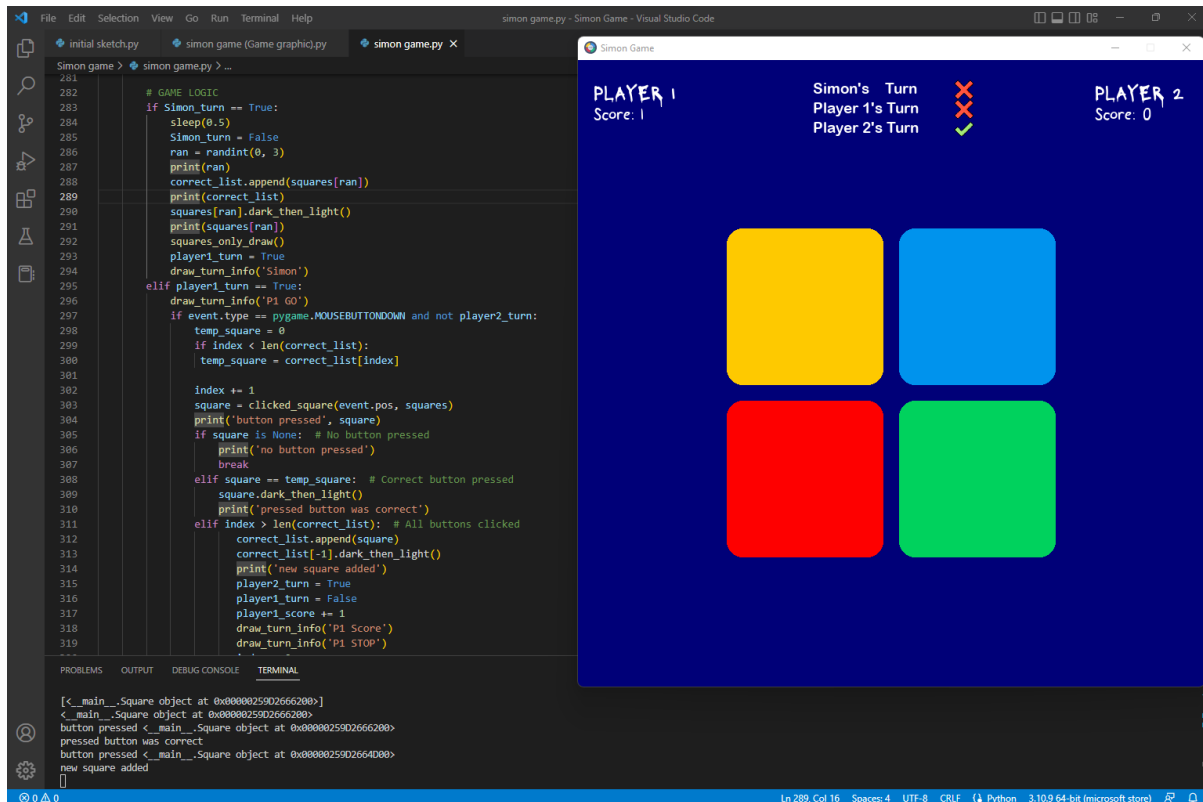 File Edit Selection View Go Run Terminal Help
simon game.py - Simon Game - Visual Studio Code
initial sketch.py
simon game (Game graphic).py
simon game.py
Simon game > simon game.py > ...
281
282 # GAME LOGIC
283 if Simon_turn == True:
284 sleep(0.5)
285 Simon_turn = False
286 ran = randint(0, 3)
287 print(ran)
288 correct_list.append(squares[ran])
289 print(correct_list)
290 squares[ran].dark_then_light()
291 print(squares[ran])
292 squares_only_draw()
293 player1_turn = True
294 draw_turn_info('Simon')
295 elif player1_turn == True:
296 draw_turn_info('P1 GO')
297 if event.type == pygame.MOUSEBUTTONDOWN and not player2_turn:
298 temp_square = 0
299 if index < len(correct_list):
300 temp_square = correct_list[index]
301
302 index += 1
303 square = clicked_square(event.pos, squares)
304 print('button pressed', square)
305 if square is None: # No button pressed
306 print('no button pressed')
307 break
308 elif square == temp_square: # Correct button pressed
309 square.dark_then_light()
310 print('pressed button was correct')
311 elif index > len(correct_list): # All buttons clicked
312 correct_list.append(square)
313 correct_list[-1].dark_then_light()
314 print('new square added')
315 player2_turn = True
316 player1_turn = False
317 player1_score += 1
318 draw_turn_info('P1 Score')
319 draw_turn_info('P1 STOP')
PROBLEMS OUTPUT DEBUG CONSOLE TERMINAL
[<__main__.Square object at 0x00000259D2666200>]
<__main__.Square object at 0x00000259D2666200>
button pressed <__main__.Square object at 0x00000259D2666200>
pressed button was correct
button pressed <__main__.Square object at 0x00000259D2664D00>
new square added
Simon Game
PLAYER 1
Score: 1
Simon's Turn
Player 1's Turn
Player 2's Turn
PLAYER 2
Score: 0
0 0
Ln 289, Col 16 Spaces: 4 UTF-8 CRLF Python 3.10.9 64-bit (microsoft store)